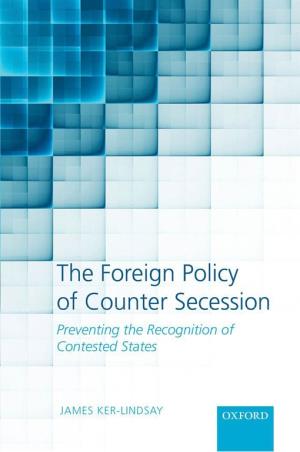 The Foreign Policy
of Counter Secession
Preventing the Recognition of
Contested States
JAMES KER-LINDSAY
OXFORD